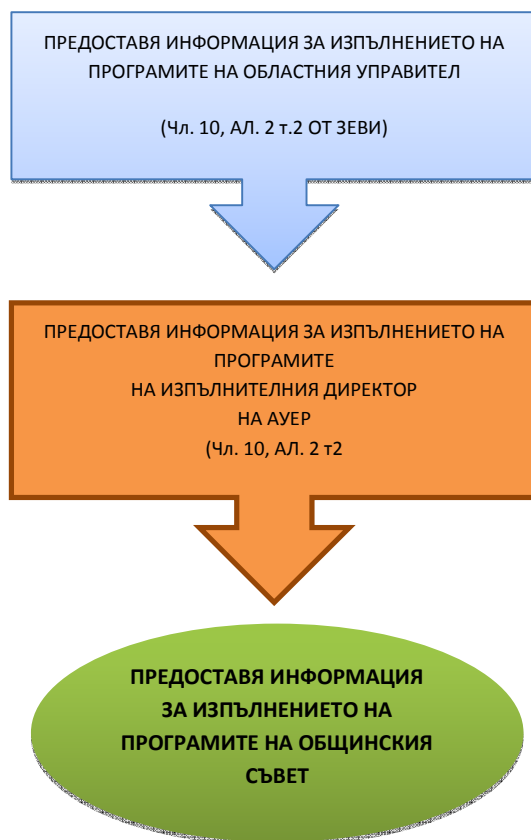 ПРЕДОСТАВЯ ИНФОРМАЦИЯ ЗА ИЗПЪЛНЕНИЕТО НА
ПРОГРАМИТЕ НА ОБЛАСТНИЯ УПРАВИТЕЛ
(Чл. 10, АЛ. 2 т.2 ОТ ЗЕВИ)
ПРЕДОСТАВЯ ИНФОРМАЦИЯ ЗА ИЗПЪЛНЕНИЕТО НА
ПРОГРАМИТЕ
НА ИЗПЪЛНИТЕЛНИЯ ДИРЕКТОР
НА АУЕР
(Чл. 10, АЛ. 2 т2
ПРЕДОСТАВЯ ИНФОРМАЦИЯ
ЗА ИЗПЪЛНЕНИЕТО НА
ПРОГРАМИТЕ НА ОБЩИНСКИЯ
СЪВЕТ